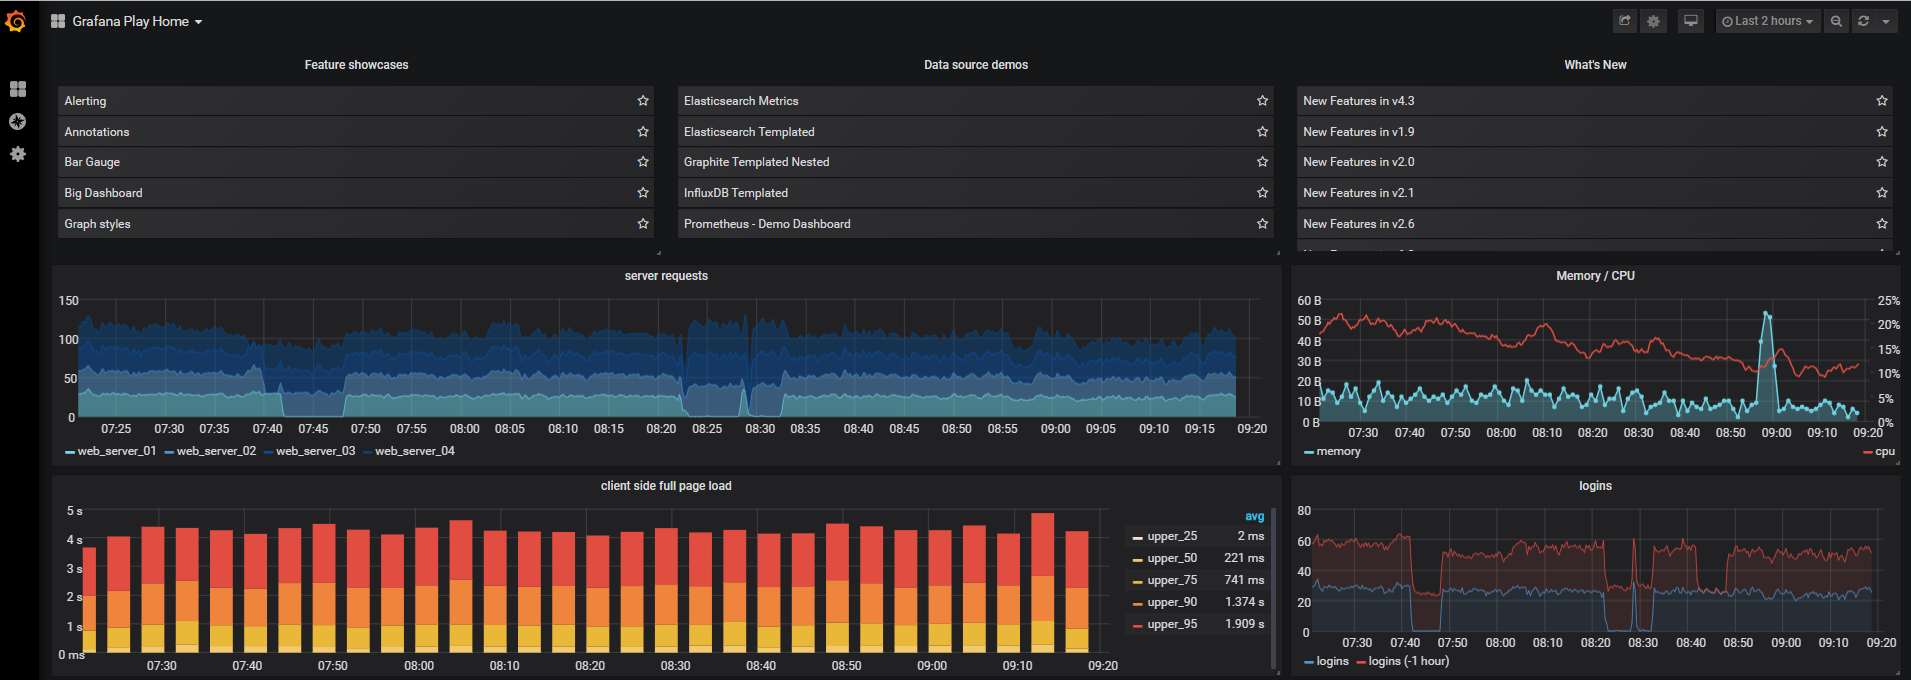 Grafana Play Home
Last 2 hours
Feature showcases
Alerting
Annotations
Bar Gauge
Big Dashboard
Graph styles
Data source demos
Elasticsearch Metrics
Elasticsearch Templated
Graphite Templated Nested
InfluxDB Templated
Prometheus - Demo Dashboard
What's New
New Features in v4.3
New Features in v1.9
New Features in v2.0
New Features in v2.1
New Features in v2.6
server requests
150
100
50
0
07:25 07:30 07:35 07:40 07:45 07:50 07:55 08:00 08:05 08:10 08:15 08:20 08:25 08:30 08:35 08:40 08:45 08:50 08:55 09:00 09:05 09:10 09:15 09:20
web_server_01 web_server_02 web_server_03 web_server_04
Memory / CPU
60 B 25%
50 B 20%
40 B 15%
30 B 10%
20 B 5%
10 B 0%
0 B
07:30 07:40 07:50 08:00 08:10 08:20 08:30 08:40 08:50 09:00 09:10 09:20
memory cpu
client side full page load
5 s
4 s
3 s
2 s
1 s
0 ms
07:30 07:40 07:50 08:00 08:10 08:20 08:30 08:40 08:50 09:00 09:10 09:20
avg
upper_25 2 ms
upper_50 221 ms
upper_75 741 ms
upper_90 1.374 s
upper_95 1.909 s
logins
80
60
40
20
0
07:30 07:40 07:50 08:00 08:10 08:20 08:30 08:40 08:50 09:00 09:10 09:20
logins logins (-1 hour)